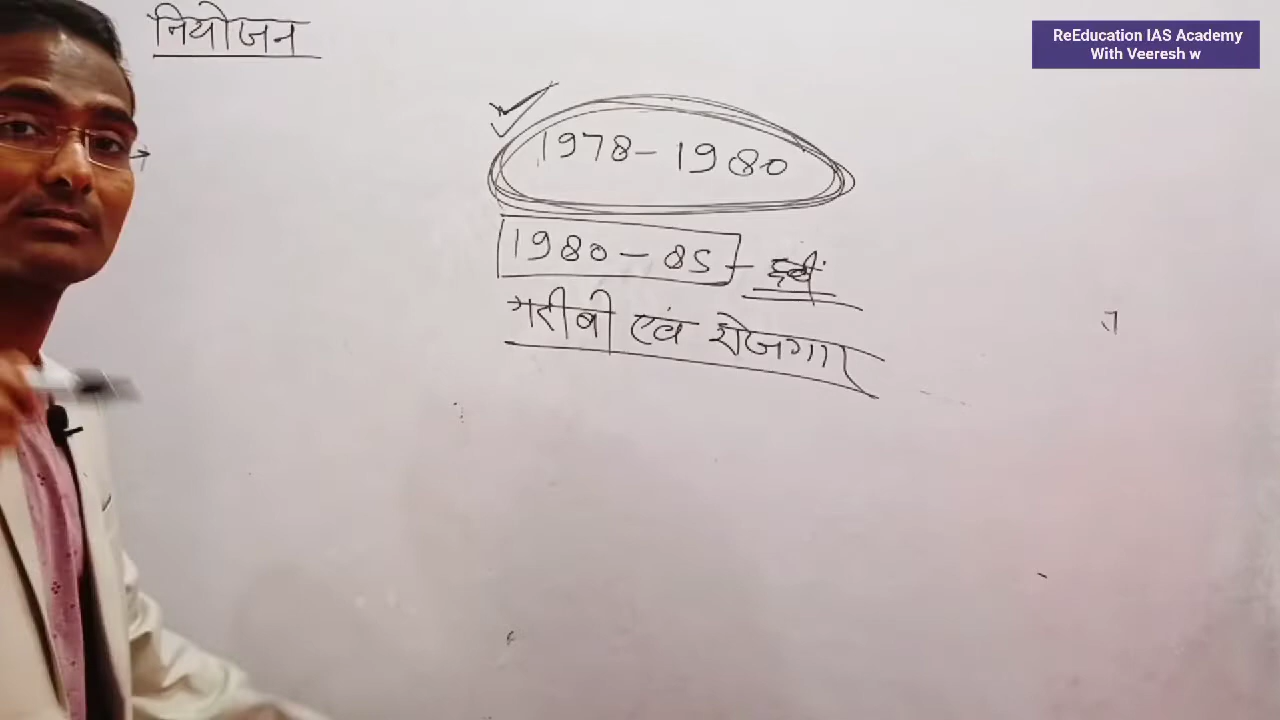 नियोजन
ReEducation IAS Academy
With Veeresh w
1978-1980
1980-85 -
गरीबी एवं रोजगार